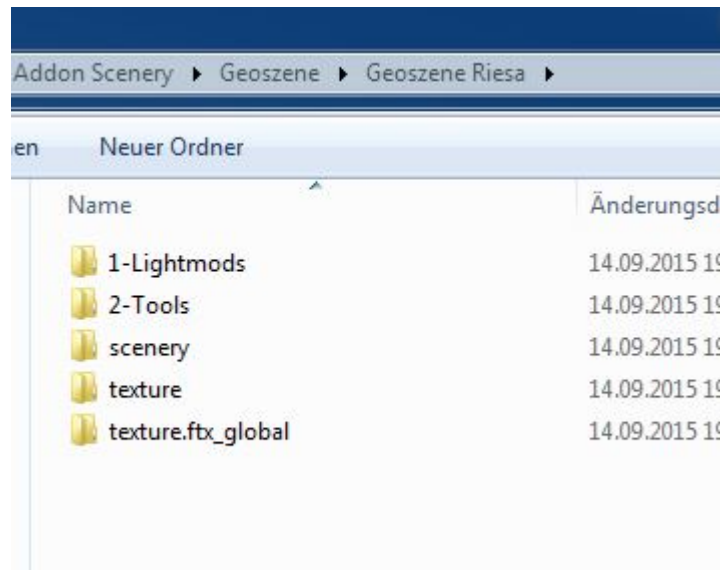 Addon Scenery ▸ Geoszene ▸ Geoszene Riesa ▸
en Neuer Ordner
Name Änderungsd
1-Lightmods 14.09.2015 19
2-Tools 14.09.2015 19
scenery 14.09.2015 19
texture 14.09.2015 19
texture.ftx_global 14.09.2015 19